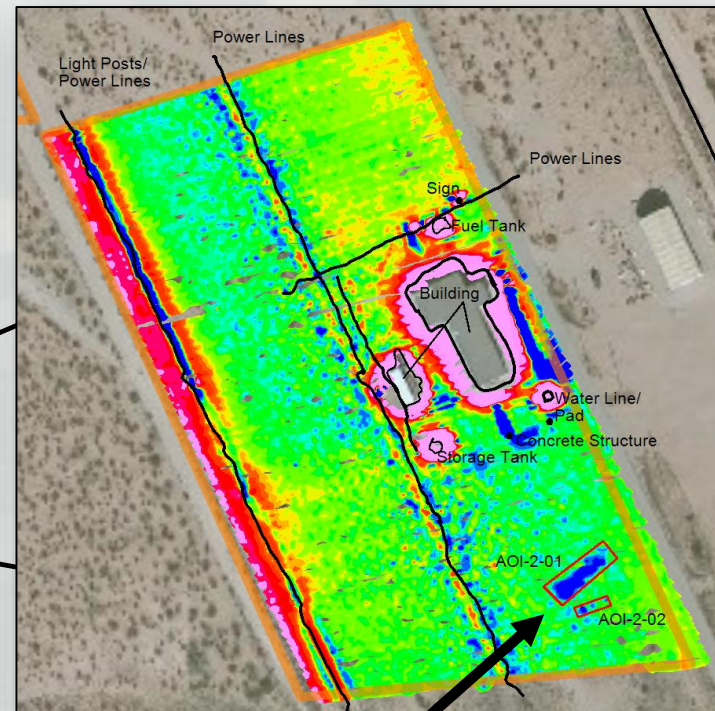 Power Lines
Light Posts/
Power Lines
Power Lines
Sign
Fuel Tank
Building
Water Line/
Pad
Concrete Structure
Storage Tank
AOI-2-01
AOI-2-02